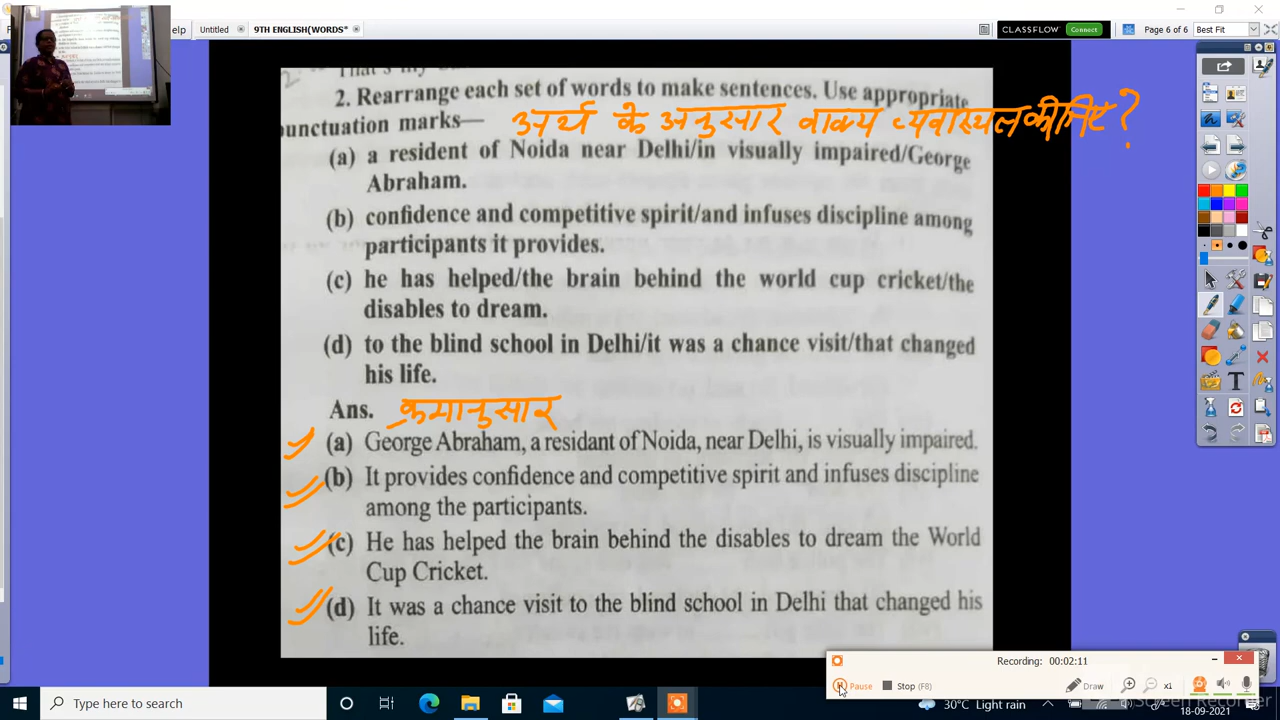 elp Untitled 9TH ENGLISH(WORDS)* CLASSFLOW Connect Page 6 of 6 Best Fit
2. Rearrange each set of words to make sentences. Use appropriate
punctuation marks— अर्थ के अनुसार वाक्य व्यवास्थल कीजिए ?
(a) a resident of Noida near Delhi/in visually impaired/George
Abraham.
(b) confidence and competitive spirit/and infuses discipline among
participants it provides.
(c) he has helped/the brain behind the world cup cricket/the
disables to dream.
(d) to the blind school in Delhi/it was a chance visit/that changed
his life.
Ans. क्रमानुसार
(a) George Abraham, a residant of Noida, near Delhi, is visually impaired.
(b) It provides confidence and competitive spirit and infuses discipline
among the participants.
(c) He has helped the brain behind the disables to dream the World
Cup Cricket.
(d) It was a chance visit to the blind school in Delhi that changed his
life.
Recording: 00:02:11
Pause Stop (F8) Draw x1
Screen Recorder
Type here to search 30°C Light rain 18-09-2021